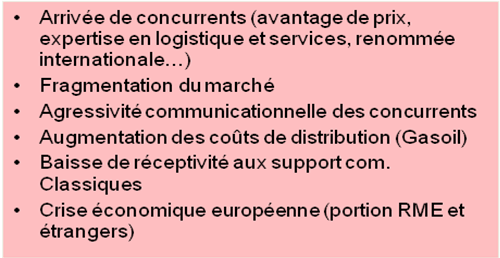 • Arrivée de concurrents (avantage de prix,
expertise en logistique et services, renommée
internationale…)
• Fragmentation du marché
• Agressivité communicationnelle des concurrents
• Augmentation des coûts de distribution (Gasoil)
• Baisse de réceptivité aux support com.
Classiques
• Crise économique européenne (portion RME et
étrangers)